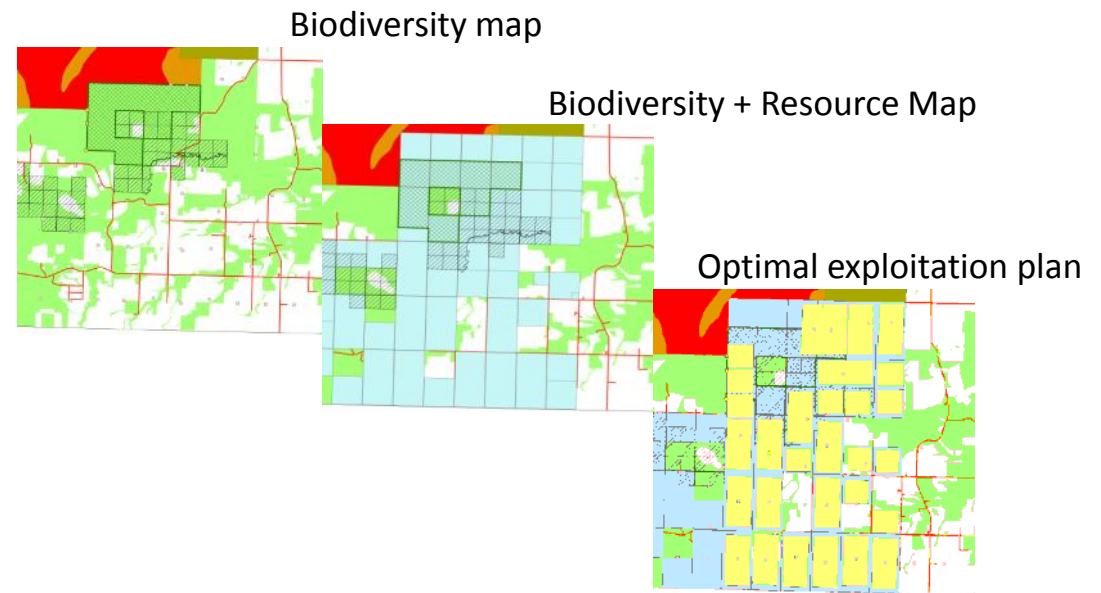 Biodiversity map
Biodiversity + Resource Map
Optimal exploitation plan